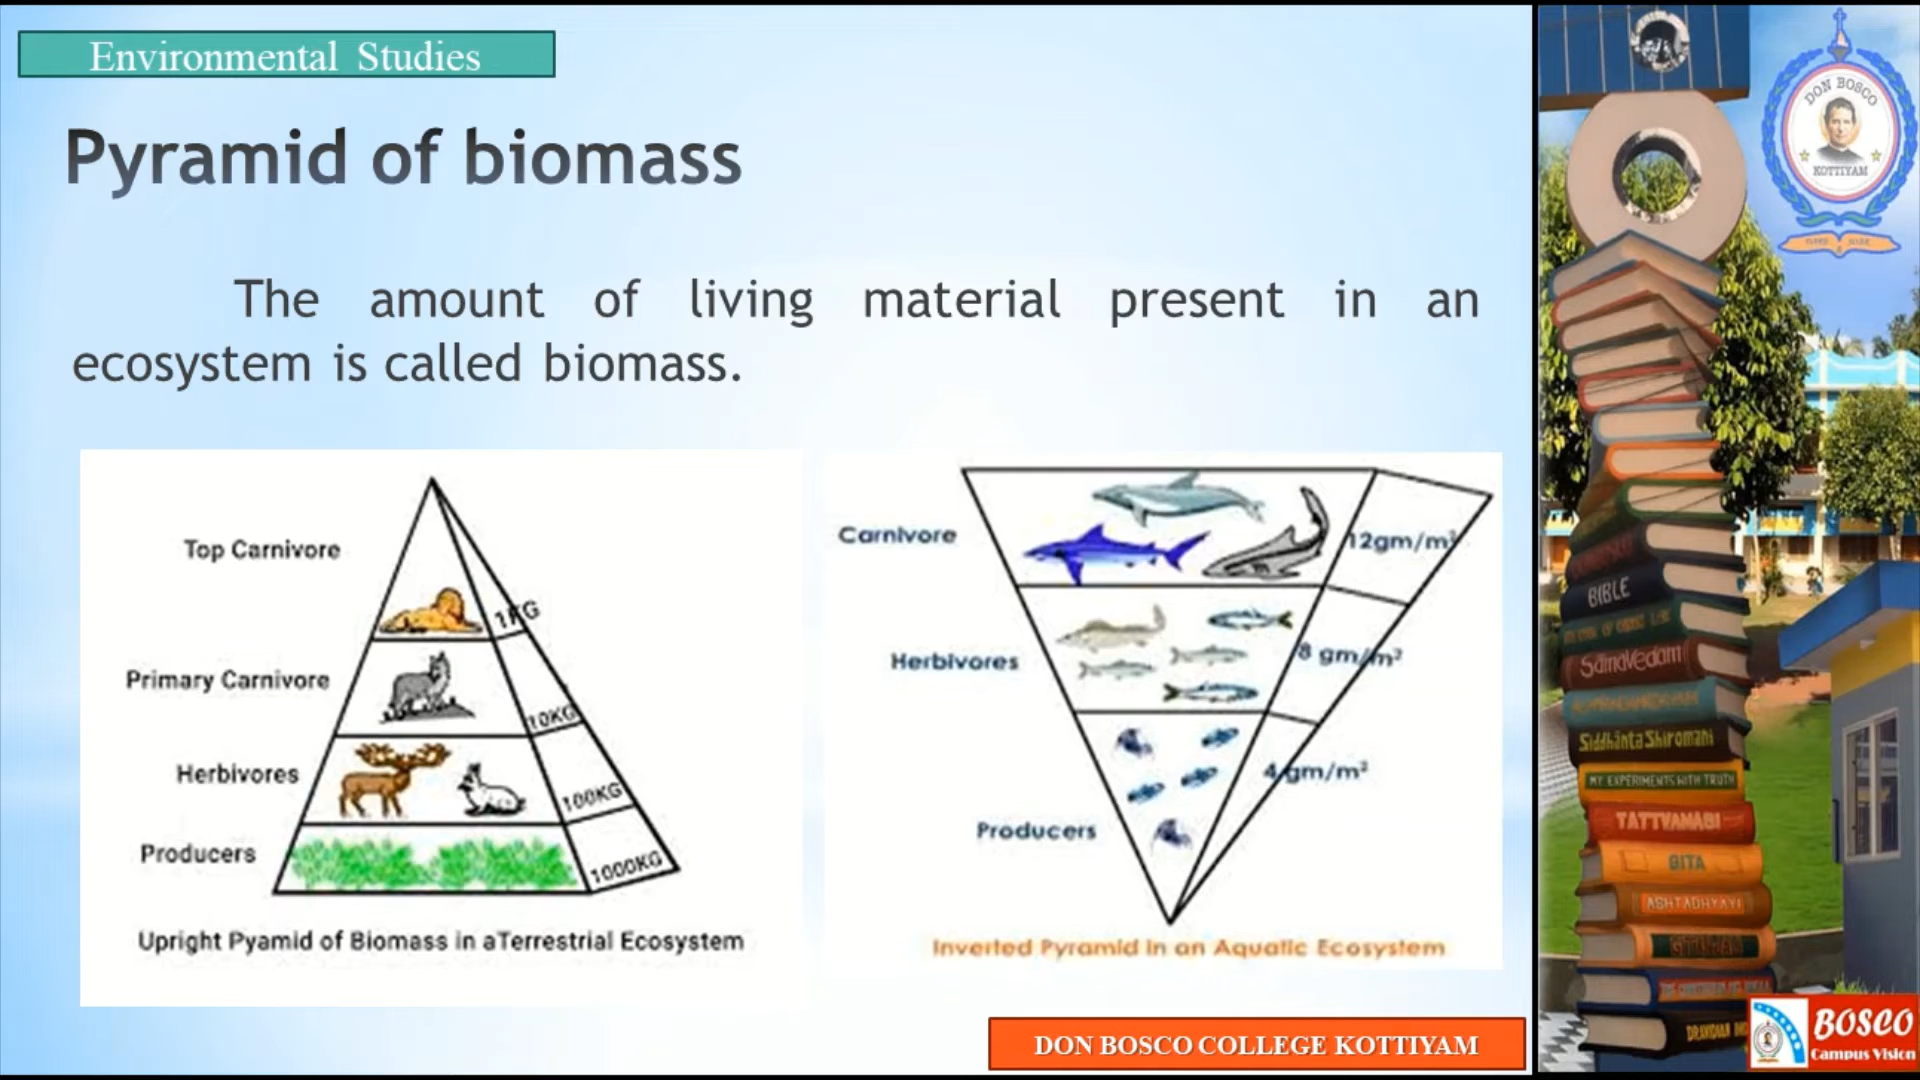 Environmental Studies
Pyramid of biomass
The amount of living material present in an
ecosystem is called biomass.
Top Carnivore
1KG
Primary Carnivore
10KG
Herbivores
100KG
Producers
1000KG
Upright Pyamid of Biomass in aTerrestrial Ecosystem
Carnivore
12gm/m²
Herbivores
8 gm/m²
Producers
4 gm/m²
Inverted Pyramid in an Aquatic Ecosystem
DON BOSCO COLLEGE KOTTIYAM
DON BOSCO
KOTTIYAM
BIBLE
Samavedam
Siddhänta Shiromani
MY EXPERIMENTS WITH TRUTH
TATTVAMASI
GITA
ASHTADHYAYI
GITANJALI
BOSCO
Campus Vision